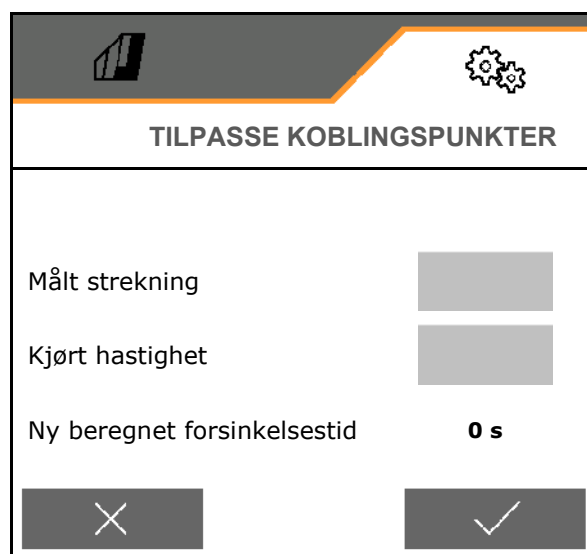 TILPASSE KOBLINGSPUNKTER
Målt strekning
Kjørt hastighet
Ny beregnet forsinkelsestid 0 s